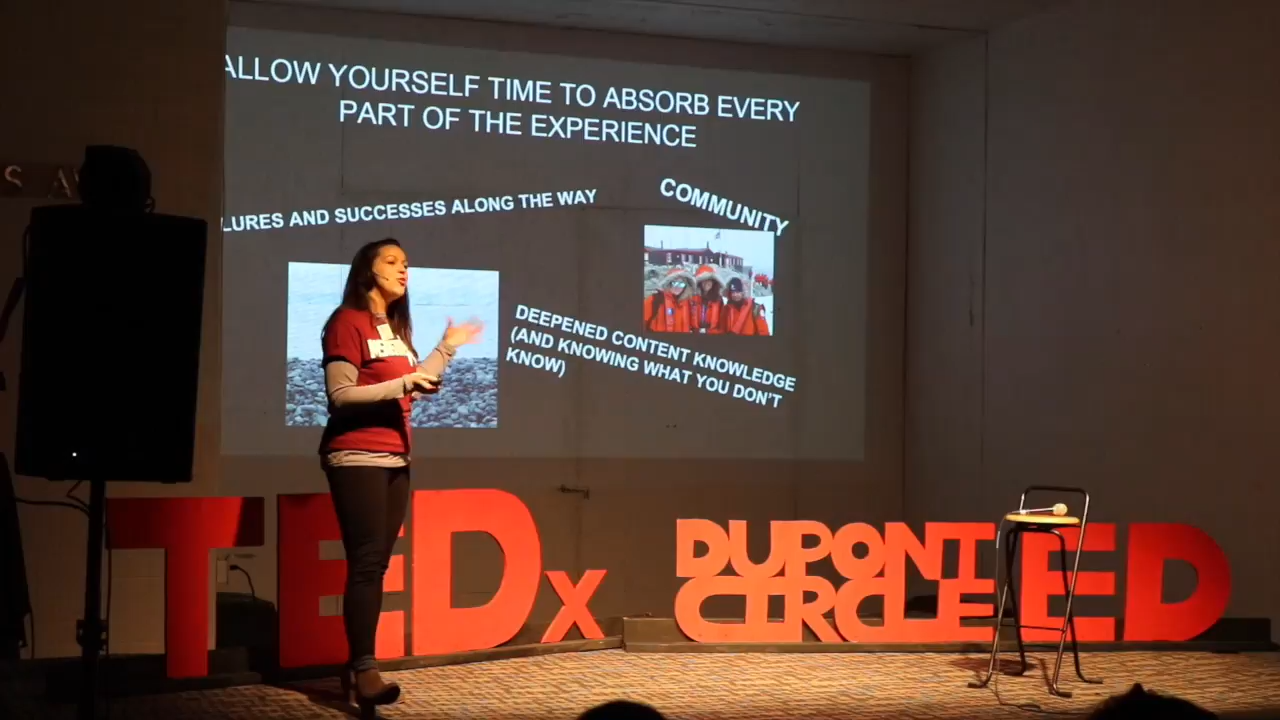 ALLOW YOURSELF TIME TO ABSORB EVERY
PART OF THE EXPERIENCE
LURES AND SUCCESSES ALONG THE WAY
COMMUNITY
DEEPENED CONTENT KNOWLEDGE
(AND KNOWING WHAT YOU DON'T
KNOW)
TEDx
DUPONT
CIRCLE
ED